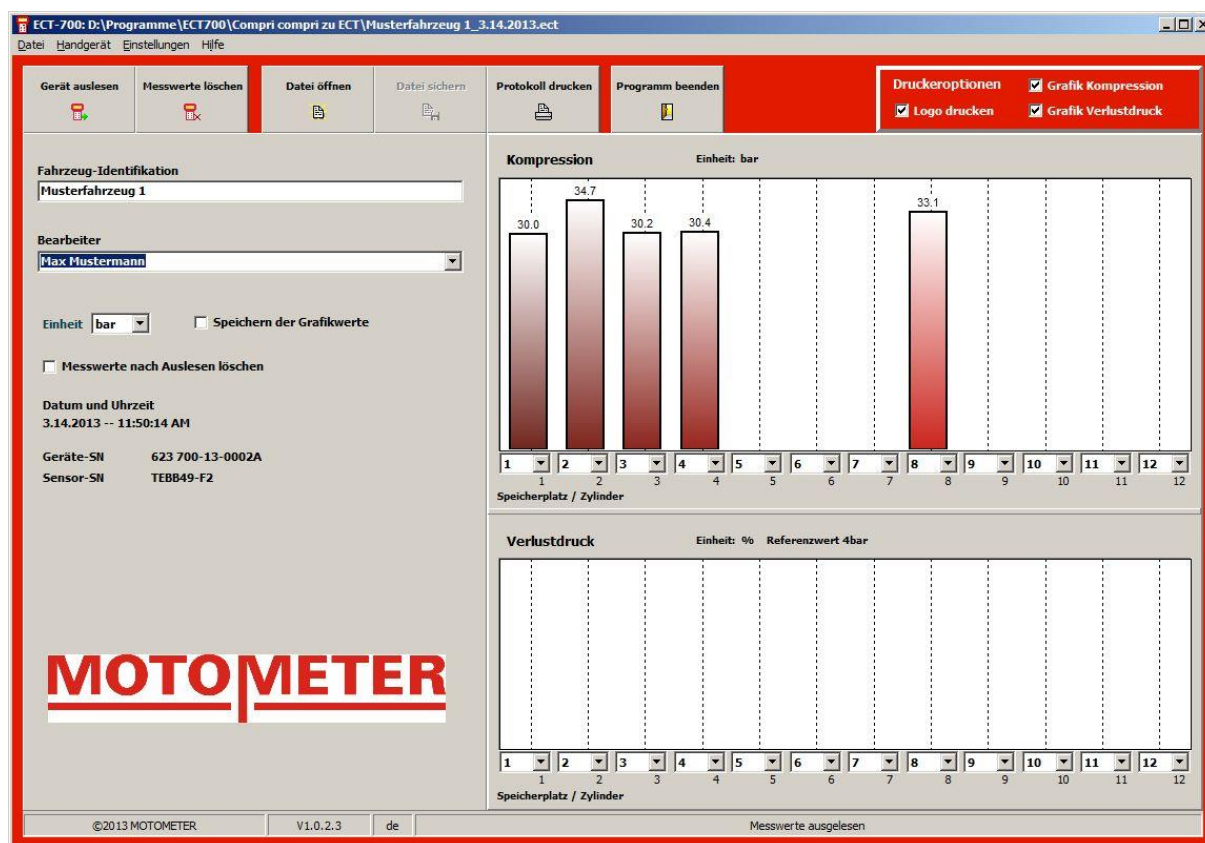 ECT-700: D:\Programme\ECT700\Compri compri zu ECT\Musterfahrzeug 1_3.14.2013.ect
Datei Handgerät Einstellungen Hilfe
Gerät auslesen Messwerte löschen Datei öffnen Datei sichern Protokoll drucken Programm beenden
Druckeroptionen Grafik Kompression
Logo drucken Grafik Verlustdruck
Fahrzeug-Identifikation
Musterfahrzeug 1
Bearbeiter
Max Mustermann
Einheit bar Speichern der Grafikwerte
Messwerte nach Auslesen löschen
Datum und Uhrzeit
3.14.2013 -- 11:50:14 AM
Geräte-SN 623 700-13-0002A
Sensor-SN TEBB49-F2
MOTOMETER
Kompression Einheit: bar
30.0 34.7 30.2 30.4 33.1
1 2 3 4 5 6 7 8 9 10 11 12
1 2 3 4 5 6 7 8 9 10 11 12
Speicherplatz / Zylinder
Verlustdruck Einheit: % Referenzwert 4bar
1 2 3 4 5 6 7 8 9 10 11 12
1 2 3 4 5 6 7 8 9 10 11 12
Speicherplatz / Zylinder
©2013 MOTOMETER V1.0.2.3 de Messwerte ausgelesen